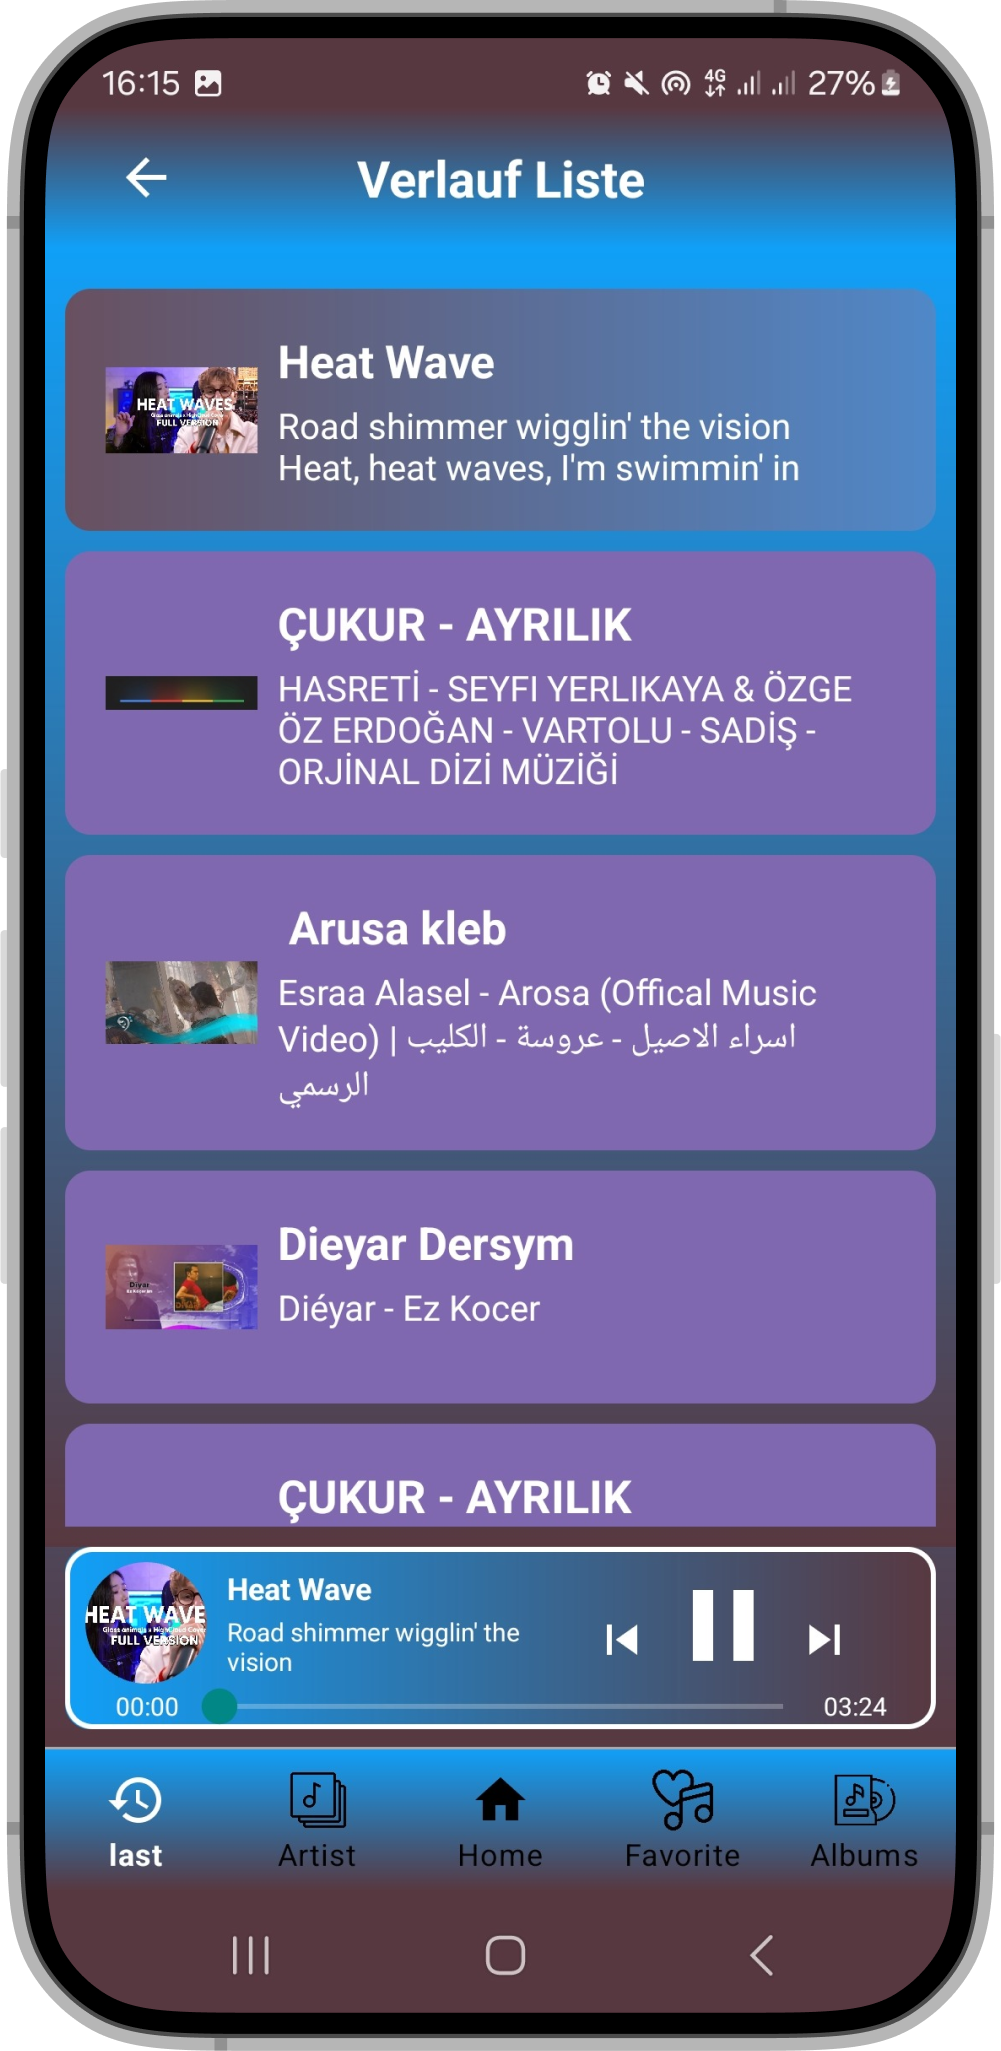 16:15 4G 27%
Verlauf Liste
HEAT WAVES
FULL VERSION
Heat Wave
Road shimmer wigglin' the vision
Heat, heat waves, I'm swimmin' in
ÇUKUR - AYRILIK
HASRETİ - SEYFI YERLIKAYA & ÖZGE
ÖZ ERDOĞAN - VARTOLU - SADİŞ -
ORJİNAL DİZİ MÜZİĞİ
Arusa kleb
Esraa Alasel - Arosa (Offical Music
Video) | اسراء الاصيل - عروسة - الكليب
الرسمي
Diyar
Dieyar Dersym
Diéyar - Ez Kocer
ÇUKUR - AYRILIK
HEAT WAVE
FULL VERSION
Heat Wave
Road shimmer wigglin' the
vision
00:00 03:24
last Artist Home Favorite Albums